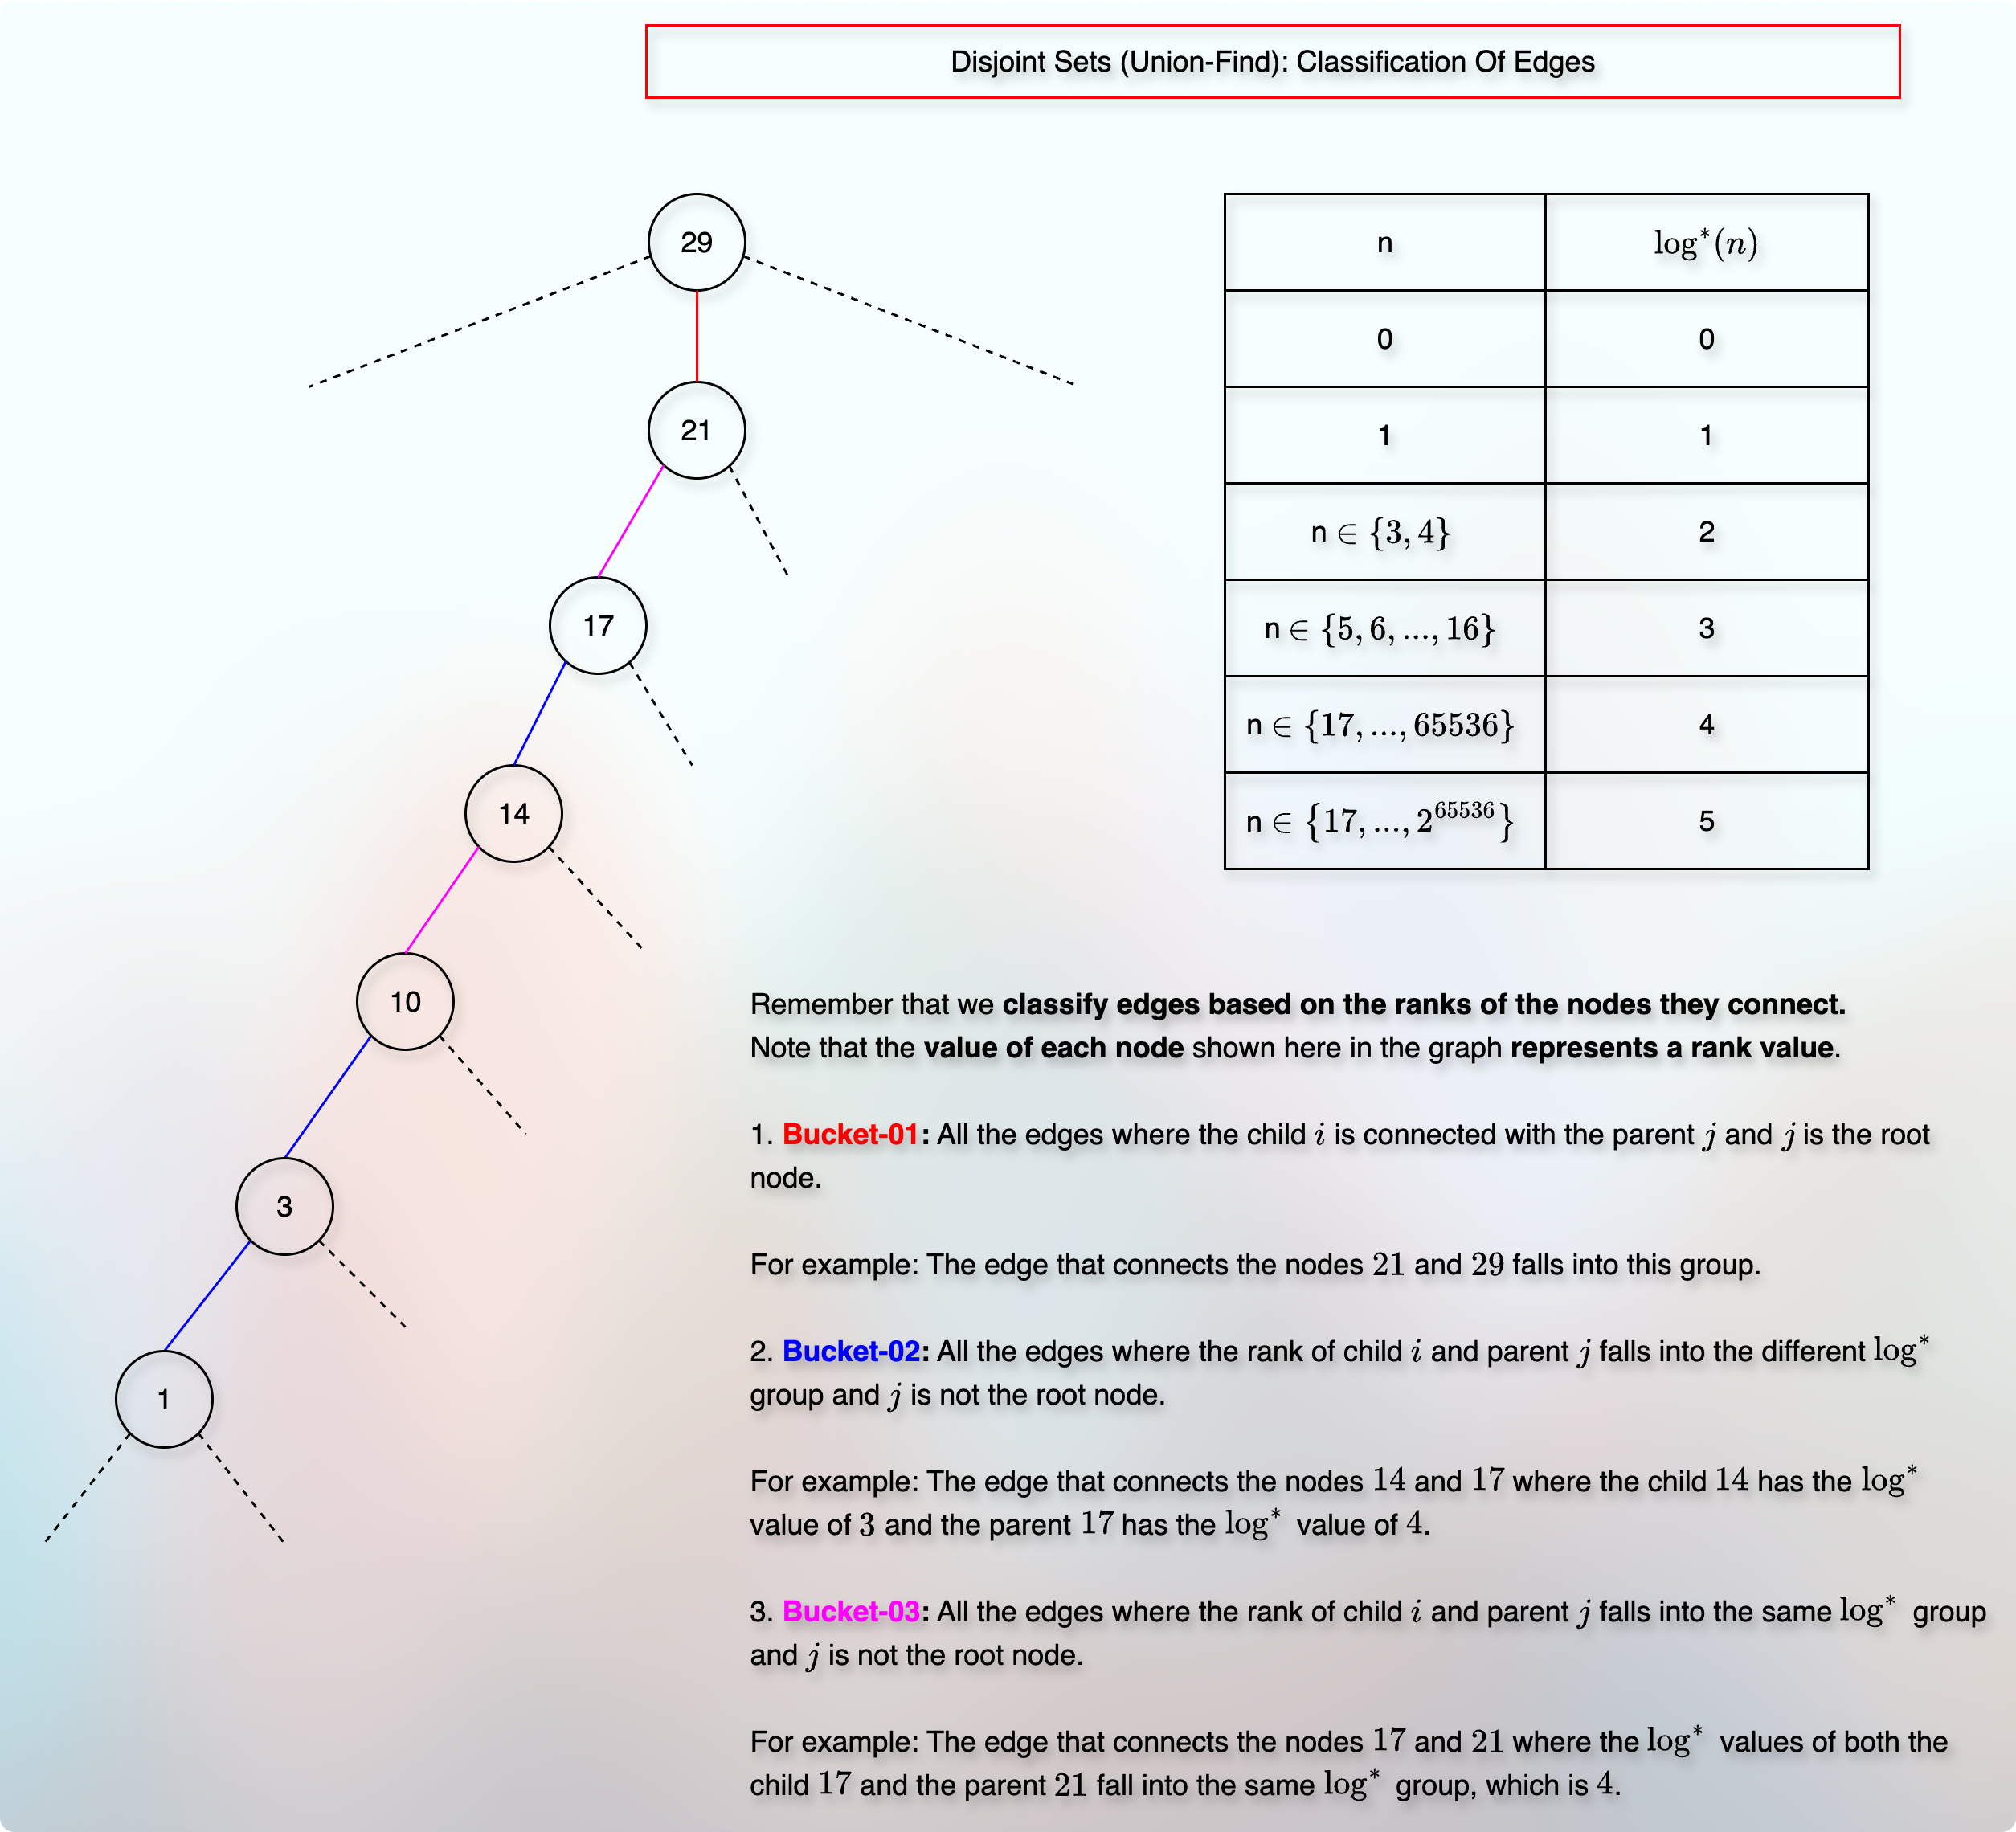 Disjoint Sets (Union-Find): Classification Of Edges
29
21
17
14
10
3
1
n log*(n)
0 0
1 1
n ∈ {3, 4} 2
n ∈ {5, 6, ..., 16} 3
n ∈ {17, ..., 65536} 4
n ∈ {17, ..., 2^65536} 5
Remember that we classify edges based on the ranks of the nodes they connect.
Note that the value of each node shown here in the graph represents a rank value.
1. Bucket-01: All the edges where the child i is connected with the parent j and j is the root
node.
For example: The edge that connects the nodes 21 and 29 falls into this group.
2. Bucket-02: All the edges where the rank of child i and parent j falls into the different log*
group and j is not the root node.
For example: The edge that connects the nodes 14 and 17 where the child 14 has the log*
value of 3 and the parent 17 has the log* value of 4.
3. Bucket-03: All the edges where the rank of child i and parent j falls into the same log* group
and j is not the root node.
For example: The edge that connects the nodes 17 and 21 where the log* values of both the
child 17 and the parent 21 fall into the same log* group, which is 4.